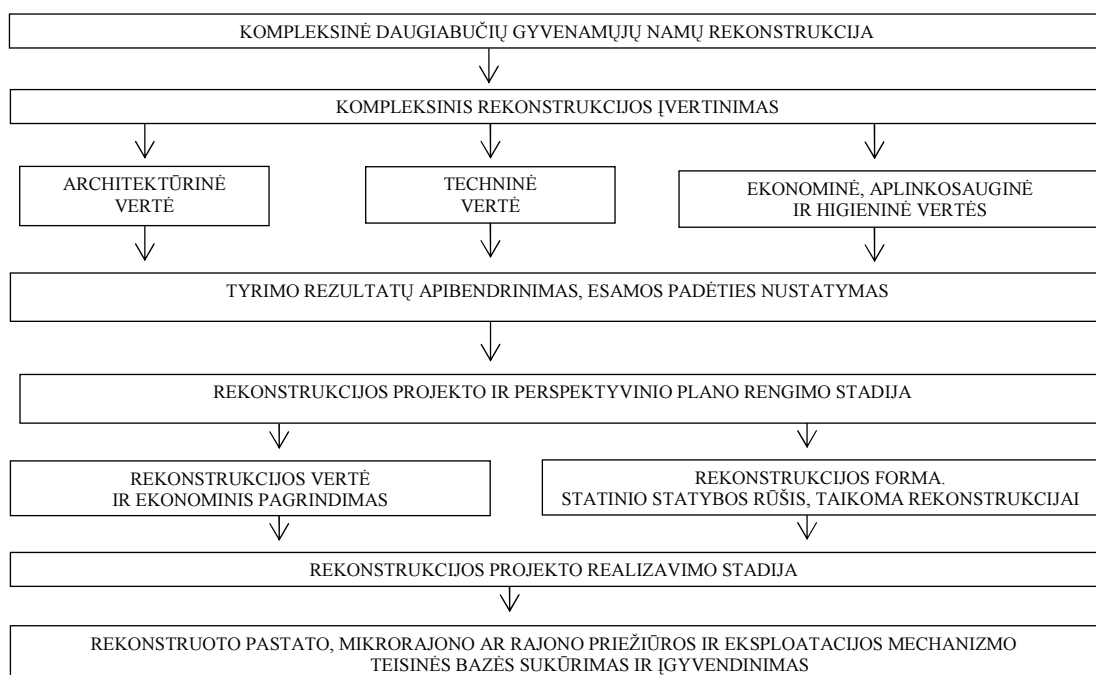 KOMPLEKSINĖ DAUGIABUČIŲ GYVENAMŲJŲ NAMŲ REKONSTRUKCIJA
KOMPLEKSINIS REKONSTRUKCIJOS ĮVERTINIMAS
ARCHITEKTŪRINĖ
VERTĖ
TECHNINĖ
VERTĖ
EKONOMINĖ, APLINKOSAUGINĖ
IR HIGIENINĖ VERTĖS
TYRIMO REZULTATŲ APIBENDRINIMAS, ESAMOS PADĖTIES NUSTATYMAS
REKONSTRUKCIJOS PROJEKTO IR PERSPEKTYVINIO PLANO RENGIMO STADIJA
REKONSTRUKCIJOS VERTĖ
IR EKONOMINIS PAGRINDIMAS
REKONSTRUKCIJOS FORMA.
STATINIO STATYBOS RŪŠIS, TAIKOMA REKONSTRUKCIJAI
REKONSTRUKCIJOS PROJEKTO REALIZAVIMO STADIJA
REKONSTRUOTO PASTATO, MIKRORAJONO AR RAJONO PRIEŽIŪROS IR EKSPLOATACIJOS MECHANIZMO
TEISINĖS BAZĖS SUKŪRIMAS IR ĮGYVENDINIMAS